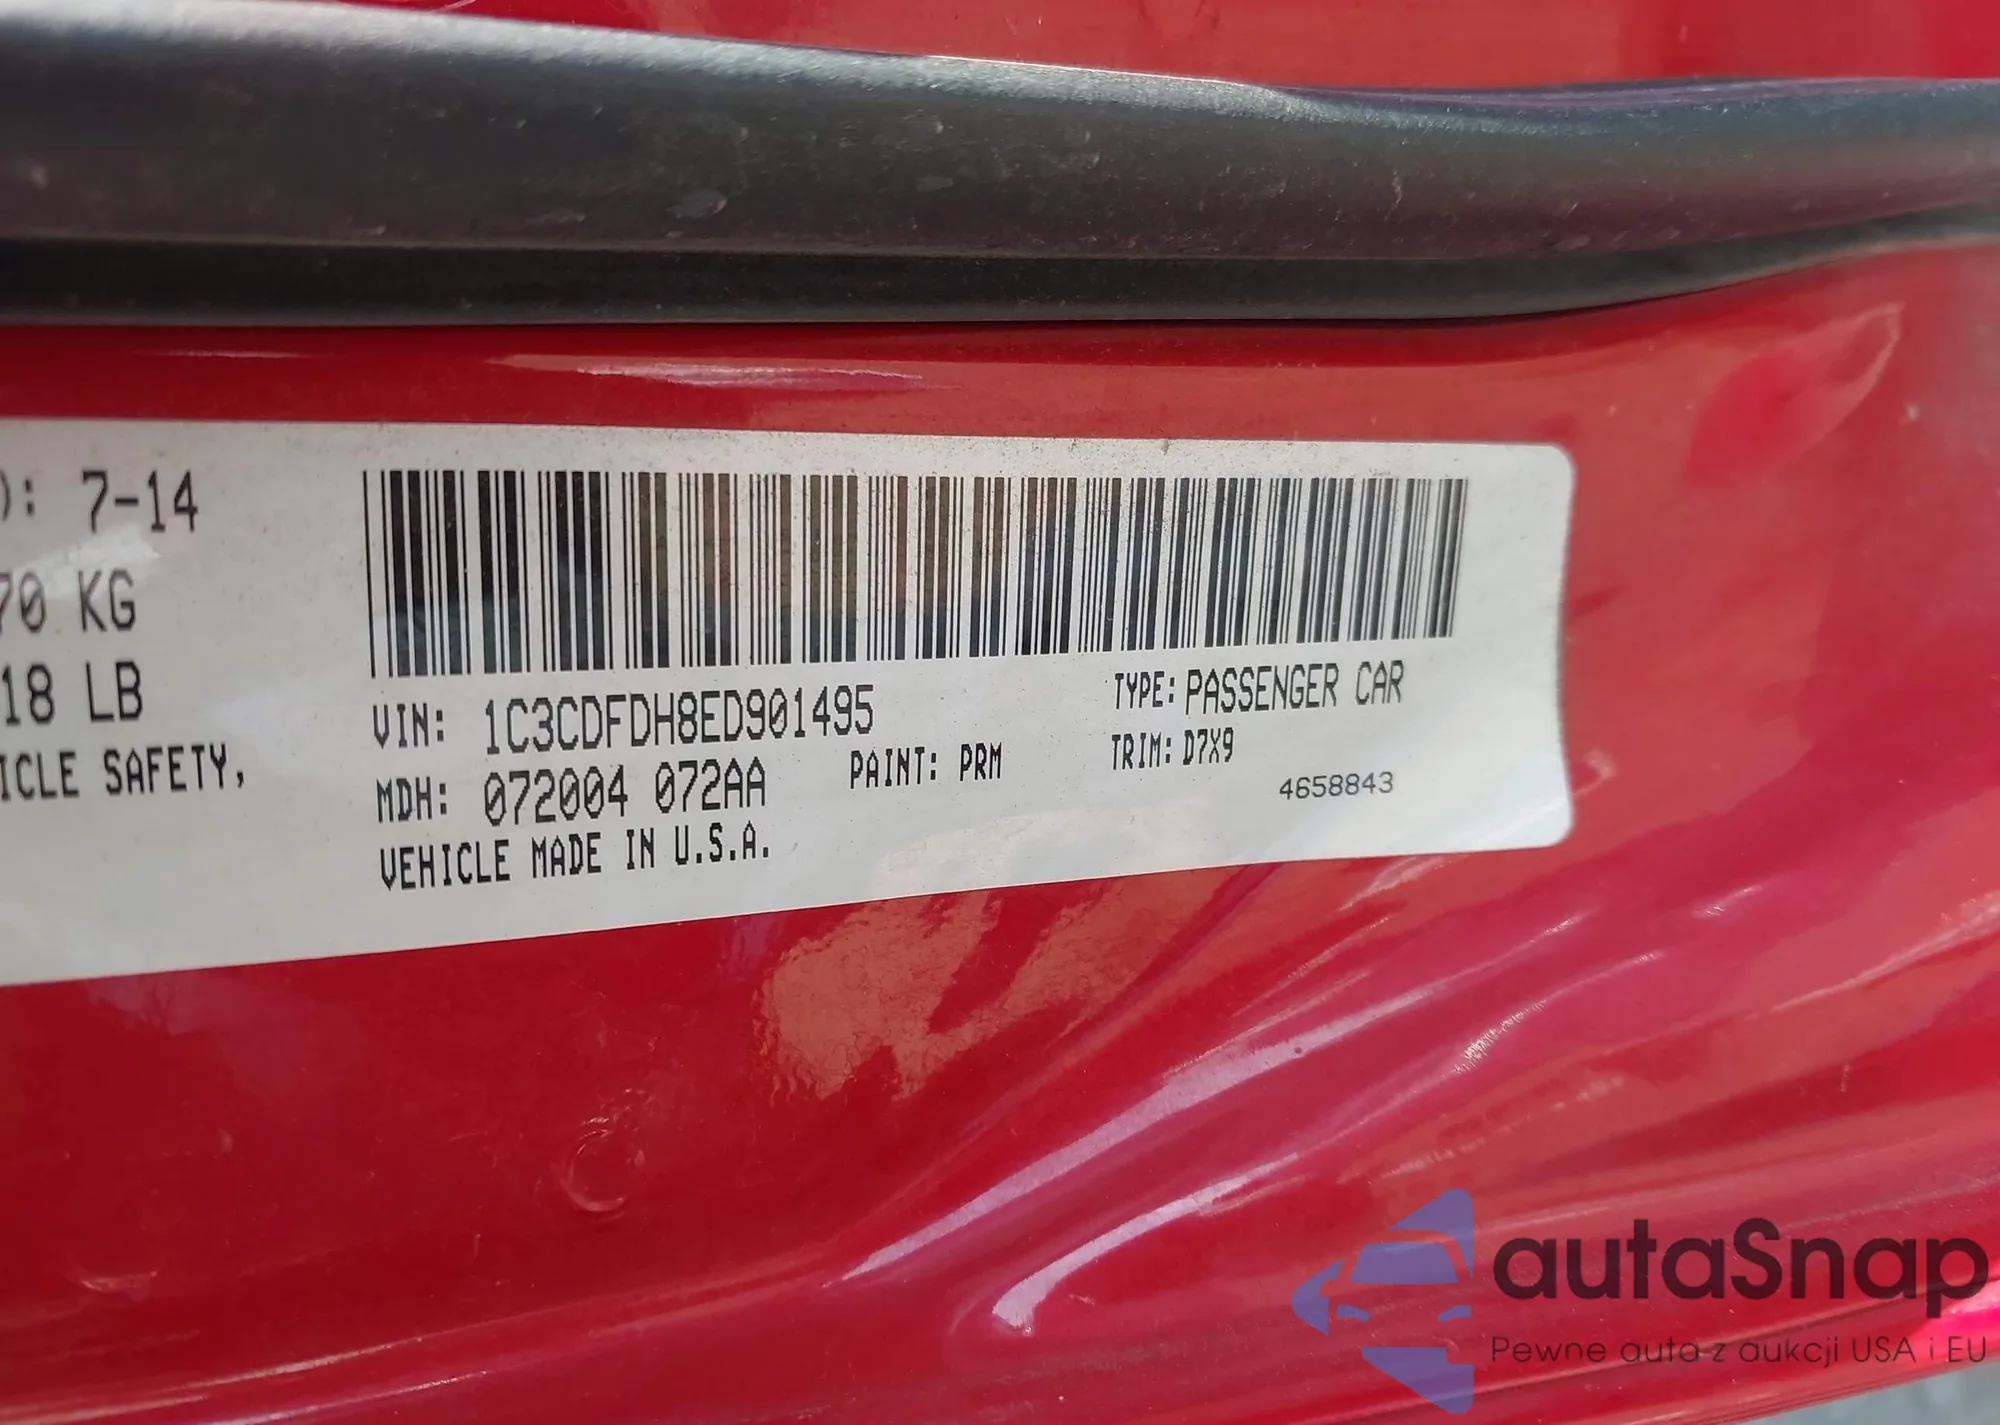 ): 7-14
70 KG
18 LB
ICLE SAFETY,
VIN: 1C3CDFDH8ED901495
TYPE: PASSENGER CAR
MDH: 072004 072AA
PAINT: PRM
TRIM: D7X9
4658843
VEHICLE MADE IN U.S.A.
autaSnap
Pewne auta z aukcji USA i EU